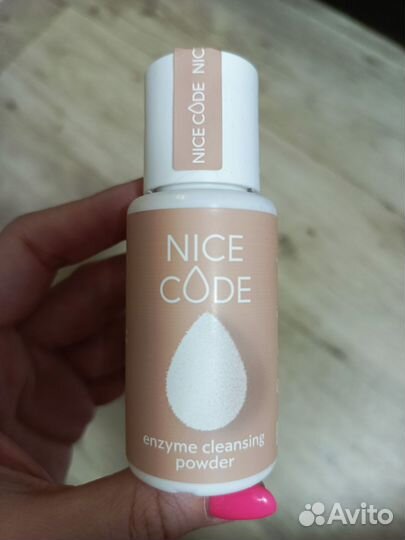 NICE CODE NIC
NICE
CODE
enzyme cleansing
powder
Avito